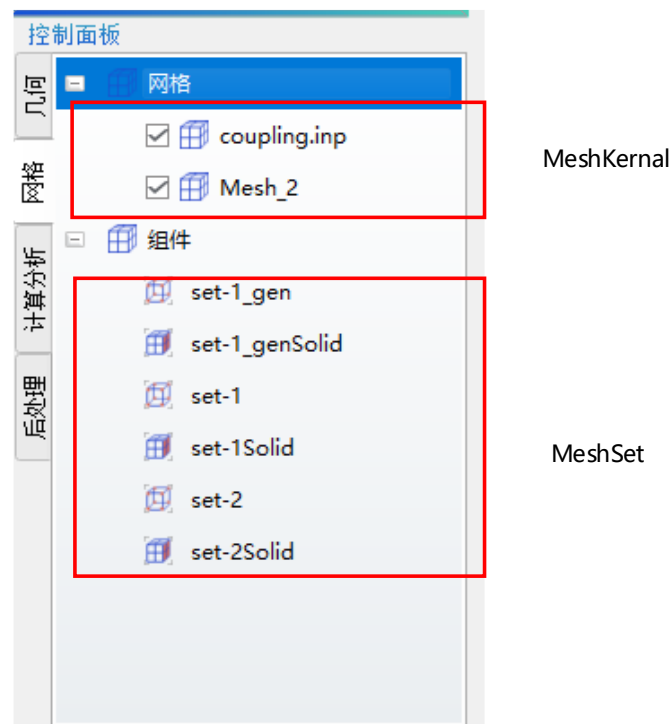 控制面板
几何
网格
计算分析
后处理
网格
coupling.inp
Mesh_2
组件
set-1_gen
set-1_genSolid
set-1
set-1Solid
set-2
set-2Solid
MeshKernal
MeshSet